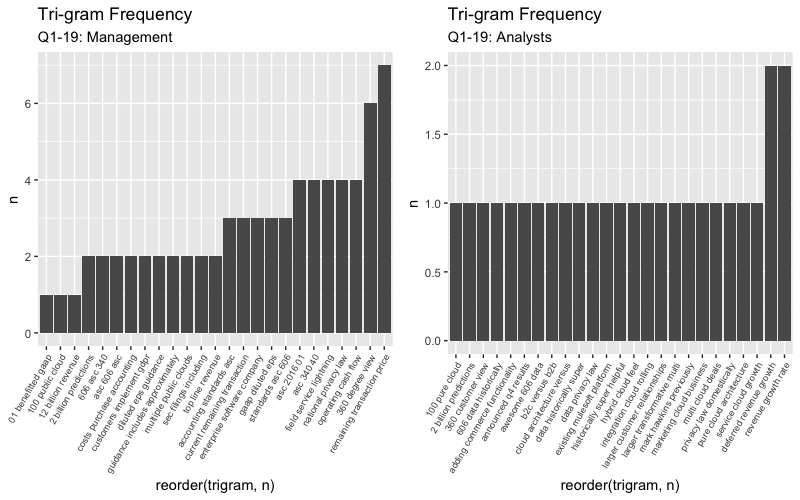 Tri-gram Frequency
Q1-19: Management
n
6
4
2
0
01 benefitted gaap
100 public cloud
12 billion revenue
2 billion predictions
606 asc 340
asc 606 asc
costs purchase accounting
customers implement gdpr
diluted eps guidance
guidance includes approximately
multiple public clouds
sec filings including
top line revenue
accounting standards asc
current remaining transaction
enterprise software company
gaap diluted eps
standards asc 606
asc 2016 01
asc 340 40
field service lightning
national privacy law
operating cash flow
360 degree view
remaining transaction price
reorder(trigram, n)
Tri-gram Frequency
Q1-19: Analysts
n
2.0
1.5
1.0
0.5
0.0
100 pure cloud
2 billion predictions
360 customer view
606 data historically
adding commerce functionality
announced q4 results
awesome 606 data
b2c versus b2b
cloud architecture versus
data historically super
data privacy law
existing mulesoft platform
historically super helpful
hybrid cloud feel
integration cloud rolling
larger customer relationships
larger transformative multi
mark hawkins previously
marketing cloud business
multi cloud deals
privacy law domestically
pure cloud architecture
service cloud growth
deferred revenue growth
revenue growth rate
reorder(trigram, n)